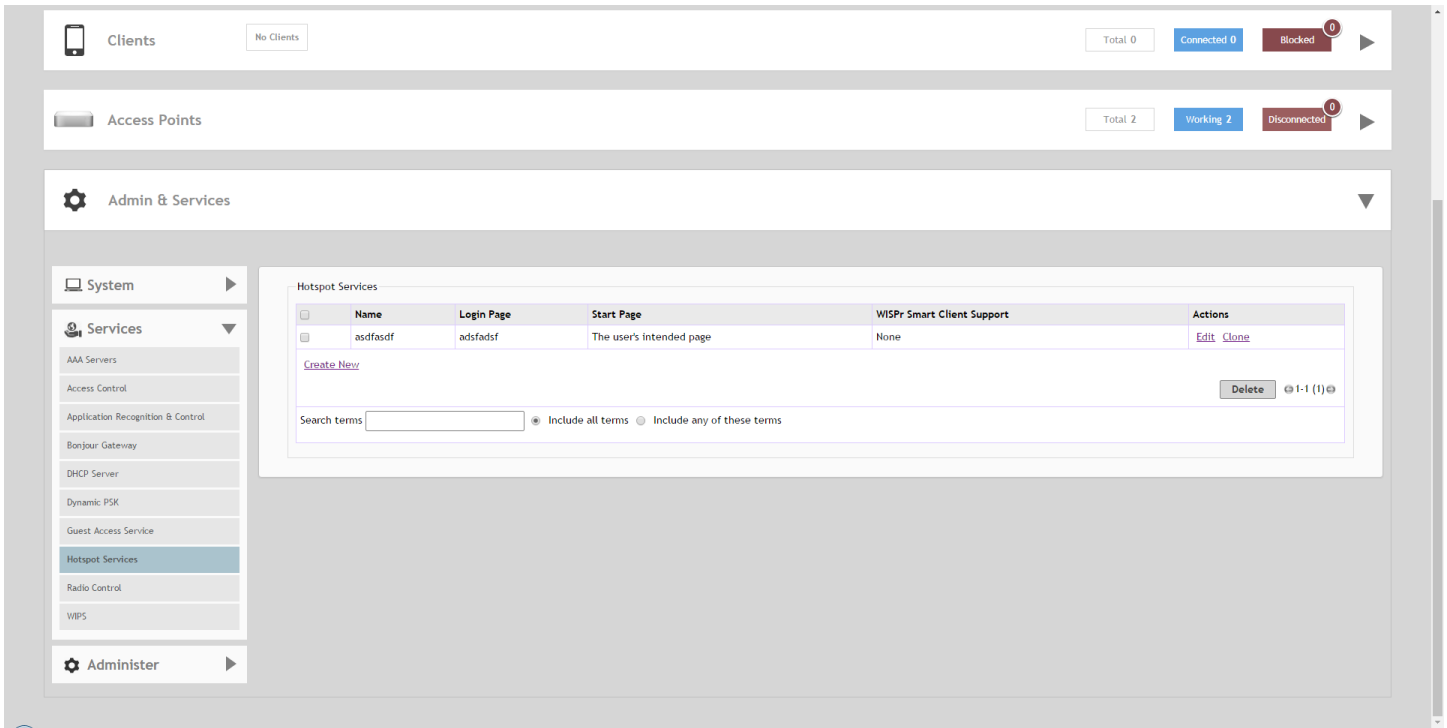 Clients No Clients Total 0 Connected 0 Blocked 0
Access Points Total 2 Working 2 Disconnected 0
Admin & Services
System
Services
AAA Servers
Access Control
Application Recognition & Control
Bonjour Gateway
DHCP Server
Dynamic PSK
Guest Access Service
Hotspot Services
Radio Control
WIPS
Administer
Hotspot Services
Name Login Page Start Page WISPr Smart Client Support Actions
asdfasdf adsfadsf The user's intended page None Edit Clone
Create New
Delete 1-1 (1)
Search terms Include all terms Include any of these terms